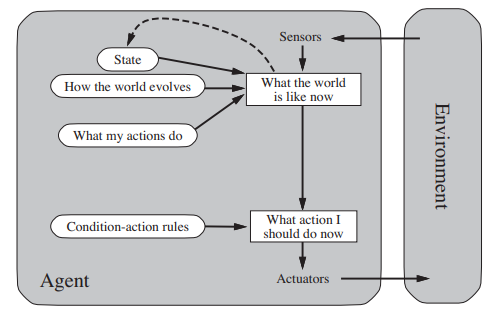 Sensors
State
How the world evolves
What the world
is like now
What my actions do
Environment
Condition-action rules
What action I
should do now
Agent
Actuators